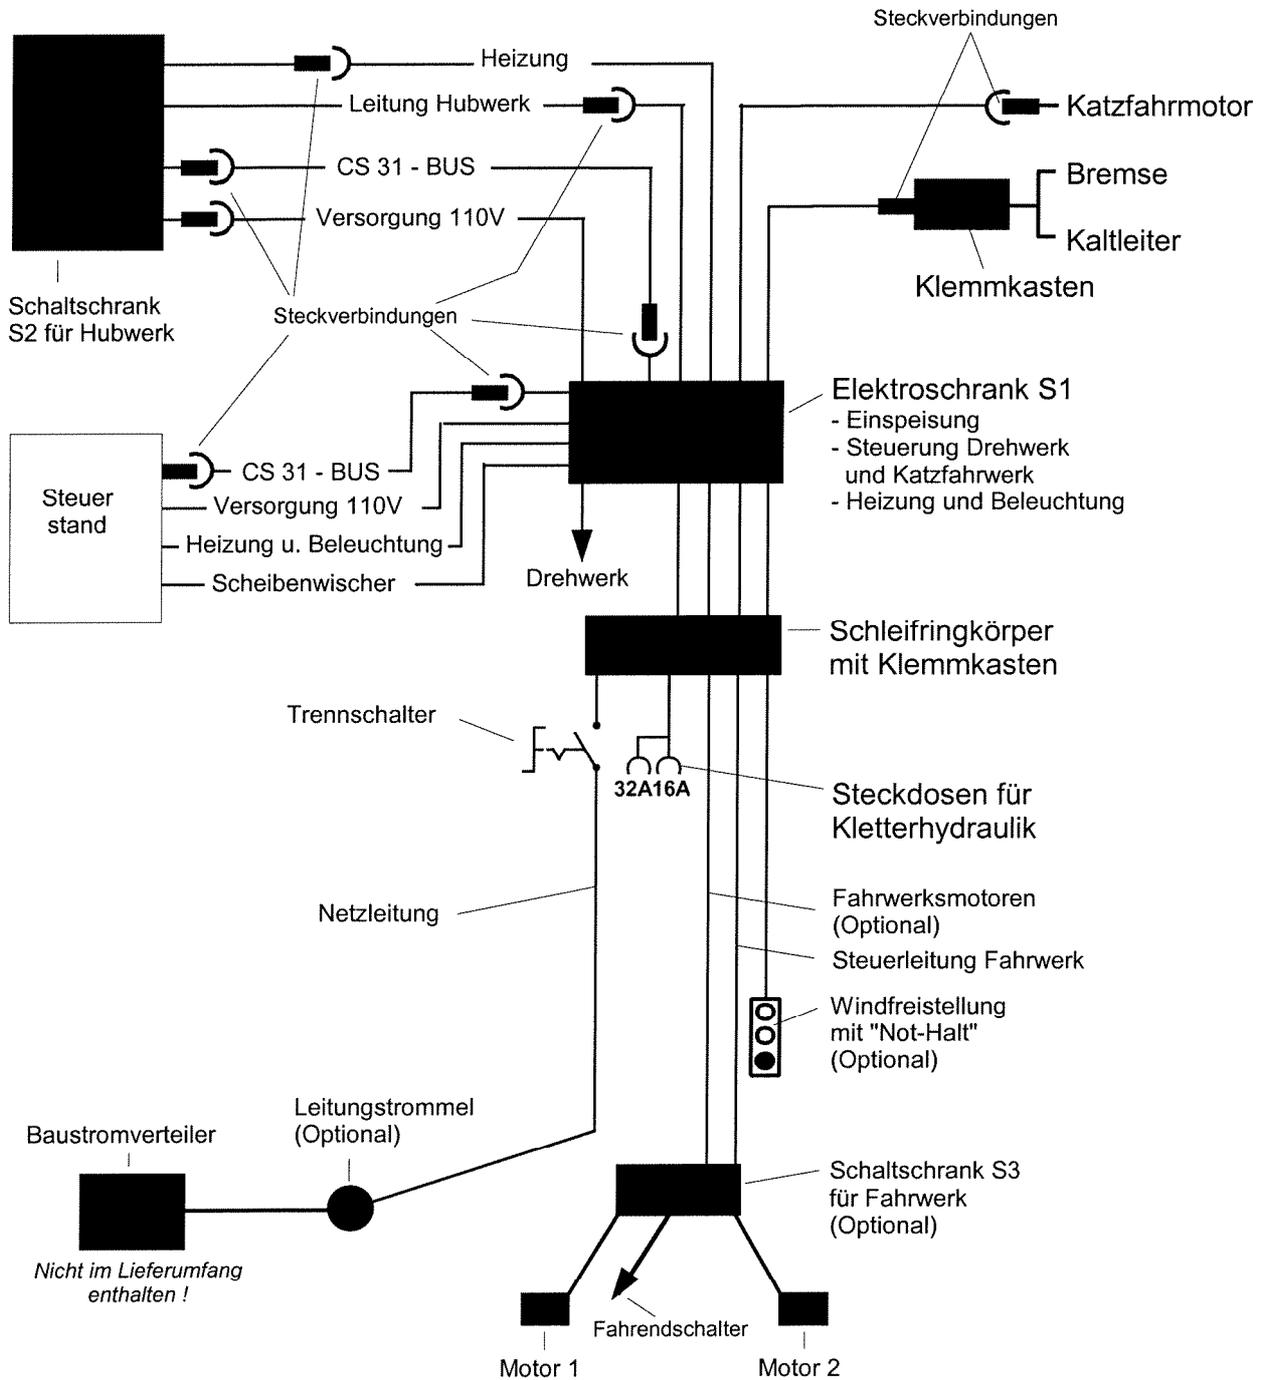 Steckverbindungen
Heizung
Leitung Hubwerk
Katzfahrmotor
CS 31 - BUS
Bremse
Versorgung 110V
Kaltleiter
Klemmkasten
Schaltschrank
S2 für Hubwerk
Steckverbindungen
Elektroschrank S1
- Einspeisung
- Steuerung Drehwerk
und Katzfahrwerk
- Heizung und Beleuchtung
Steuer
stand
CS 31 - BUS
Versorgung 110V
Heizung u. Beleuchtung
Scheibenwischer
Drehwerk
Schleifringkörper
mit Klemmkasten
Trennschalter
32A16A
Steckdosen für
Kletterhydraulik
Netzleitung
Fahrwerksmotoren
(Optional)
Steuerleitung Fahrwerk
Windfreistellung
mit "Not-Halt"
(Optional)
Leitungstrommel
(Optional)
Baustromverteiler
Nicht im Lieferumfang
enthalten !
Schaltschrank S3
für Fahrwerk
(Optional)
Fahrendschalter
Motor 1
Motor 2